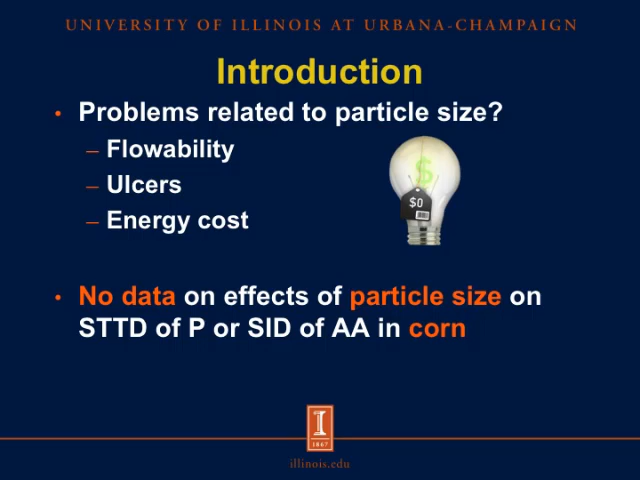 UNIVERSITY OF ILLINOIS AT URBANA-CHAMPAIGN
Introduction
• Problems related to particle size?
– Flowability
– Ulcers
– Energy cost
$
$0
• No data on effects of particle size on
STTD of P or SID of AA in corn
I
1867
illinois.edu